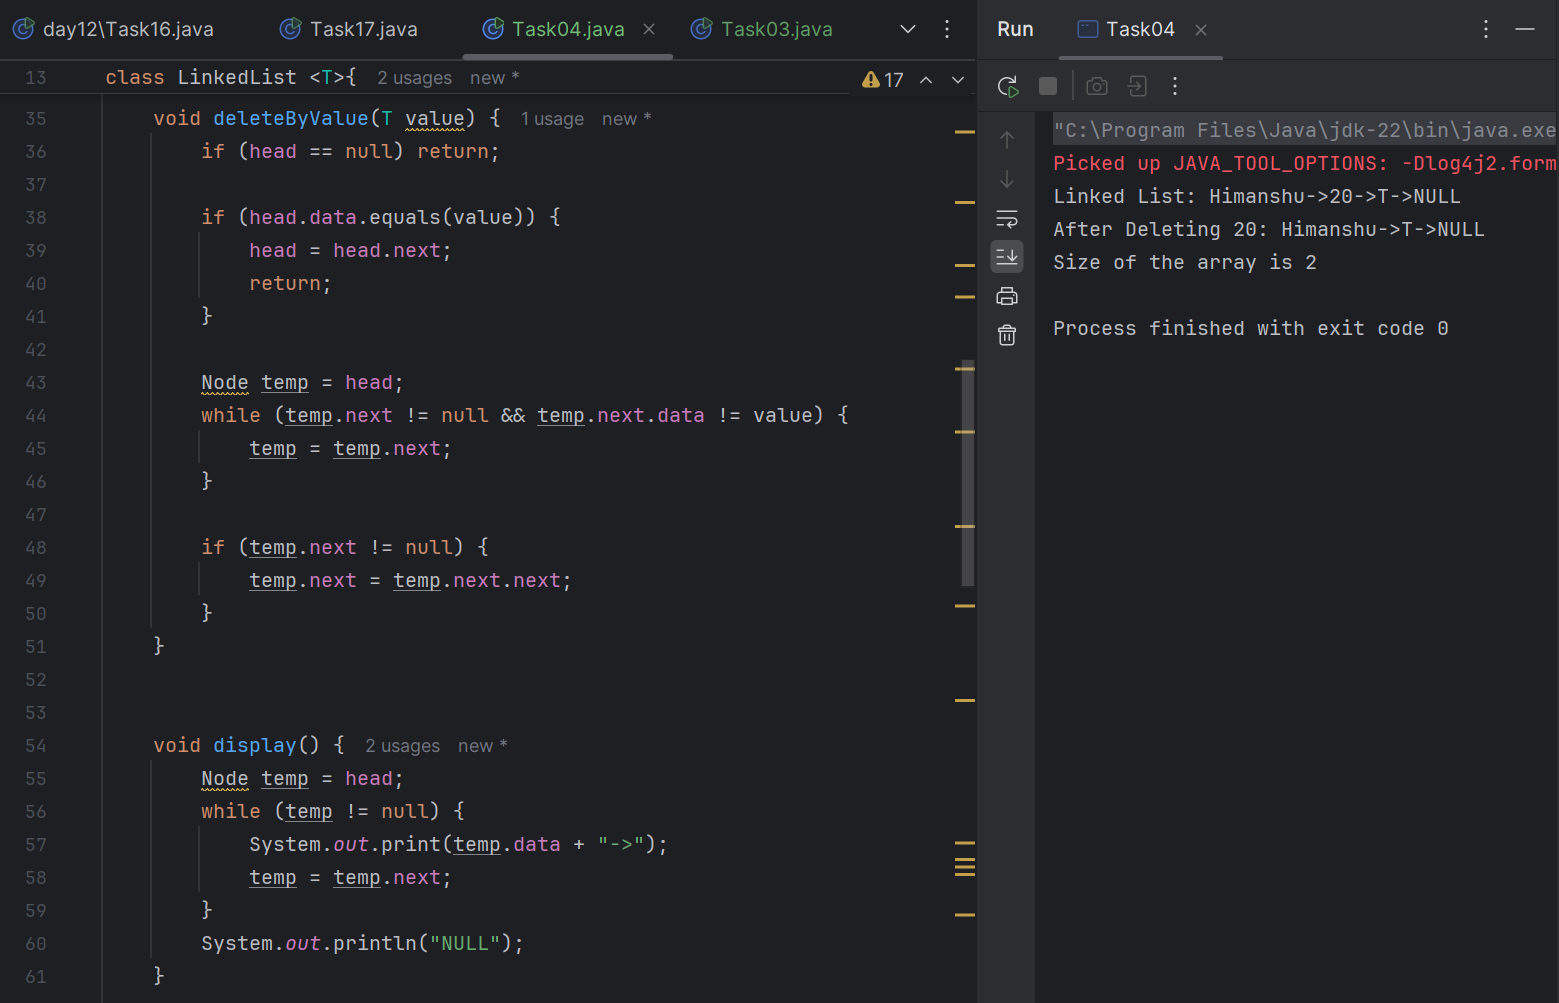 day12\Task16.java Task17.java Task04.java Task03.java
13 class LinkedList <T>{ 2 usages new * 17
35 void deleteByValue(T value) { 1 usage new *
36 if (head == null) return;
37
38 if (head.data.equals(value)) {
39 head = head.next;
40 return;
41 }
42
43 Node temp = head;
44 while (temp.next != null && temp.next.data != value) {
45 temp = temp.next;
46 }
47
48 if (temp.next != null) {
49 temp.next = temp.next.next;
50 }
51 }
52
53
54 void display() { 2 usages new *
55 Node temp = head;
56 while (temp != null) {
57 System.out.print(temp.data + "->");
58 temp = temp.next;
59 }
60 System.out.println("NULL");
61 }
Run Task04
"C:\Program Files\Java\jdk-22\bin\java.exe
Picked up JAVA_TOOL_OPTIONS: -Dlog4j2.form
Linked List: Himanshu->20->T->NULL
After Deleting 20: Himanshu->T->NULL
Size of the array is 2
Process finished with exit code 0